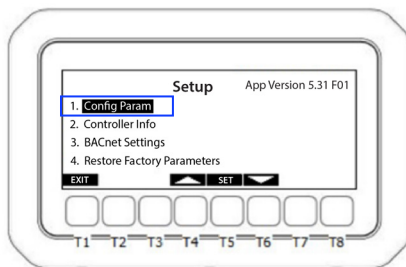 Setup App Version 5.31 F01
1. Config Param
2. Controller Info
3. BACnet Settings
4. Restore Factory Parameters
EXIT SET
T1 T2 T3 T4 T5 T6 T7 T8